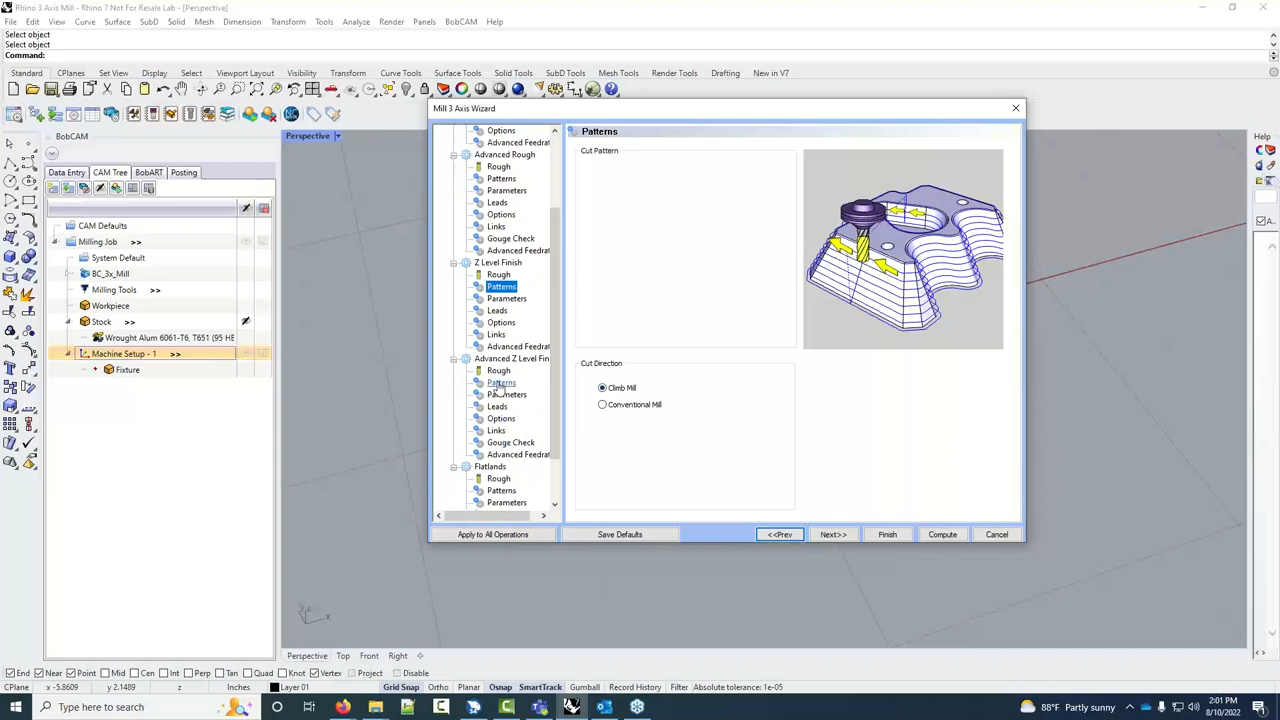 Rhino 3 Axis Mill - Rhino 7 Not For Resale Lab - [Perspective]
File Edit View Curve Surface SubD Solid Mesh Dimension Transform Tools Analyze Render Panels BobCAM Help
Select object
Select object
Command:
Standard CPlanes Set View Display Select Viewport Layout Visibility Transform Curve Tools Surface Tools Solid Tools SubD Tools Mesh Tools Render Tools Drafting New in V7
BobCAM
Data Entry CAM Tree BobART Posting
CAM Defaults
Milling Job >>
System Default
BC_3x_Mill
Milling Tools >>
Workpiece
Stock >>
Wrought Alum 6061-T6, T651 (95 HE
Machine Setup - 1 >>
Fixture
Perspective
Mill 3 Axis Wizard
Options
Advanced Feedrat
Advanced Rough
Rough
Patterns
Parameters
Leads
Options
Links
Gouge Check
Advanced Feedrat
Z Level Finish
Rough
Patterns
Parameters
Leads
Options
Links
Advanced Feedrat
Advanced Z Level Fin
Rough
Patterns
Parameters
Leads
Options
Links
Gouge Check
Advanced Feedrat
Flatlands
Rough
Patterns
Parameters
Patterns
Cut Pattern
Cut Direction
Climb Mill
Conventional Mill
Apply to All Operations Save Defaults <<Prev Next>> Finish Compute Cancel
Help
z
x
Perspective Top Front Right
End Near Point Mid Cen Int Perp Tan Quad Knot Vertex Project Disable
CPlane x -5.8609 y 2.1489 z Inches Layer 01 Grid Snap Ortho Planar Osnap SmartTrack Gumball Record History Filter Absolute tolerance: 1e-05
Type here to search
88°F Partly sunny
2:01 PM
8/10/2022